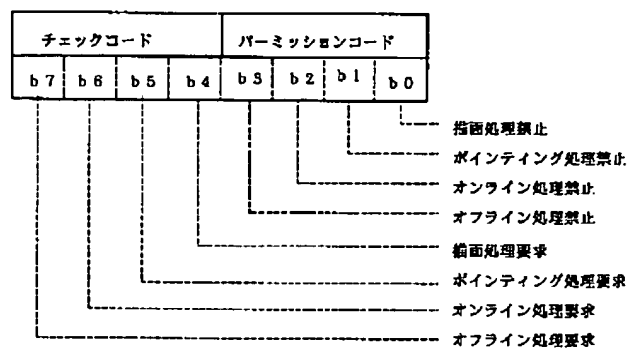 チェックコード パーミッションコード
b7 b6 b5 b4 b3 b2 b1 b0
描画処理禁止
ポインティング処理禁止
オンライン処理禁止
オフライン処理禁止
描画処理要求
ポインティング処理要求
オンライン処理要求
オフライン処理要求